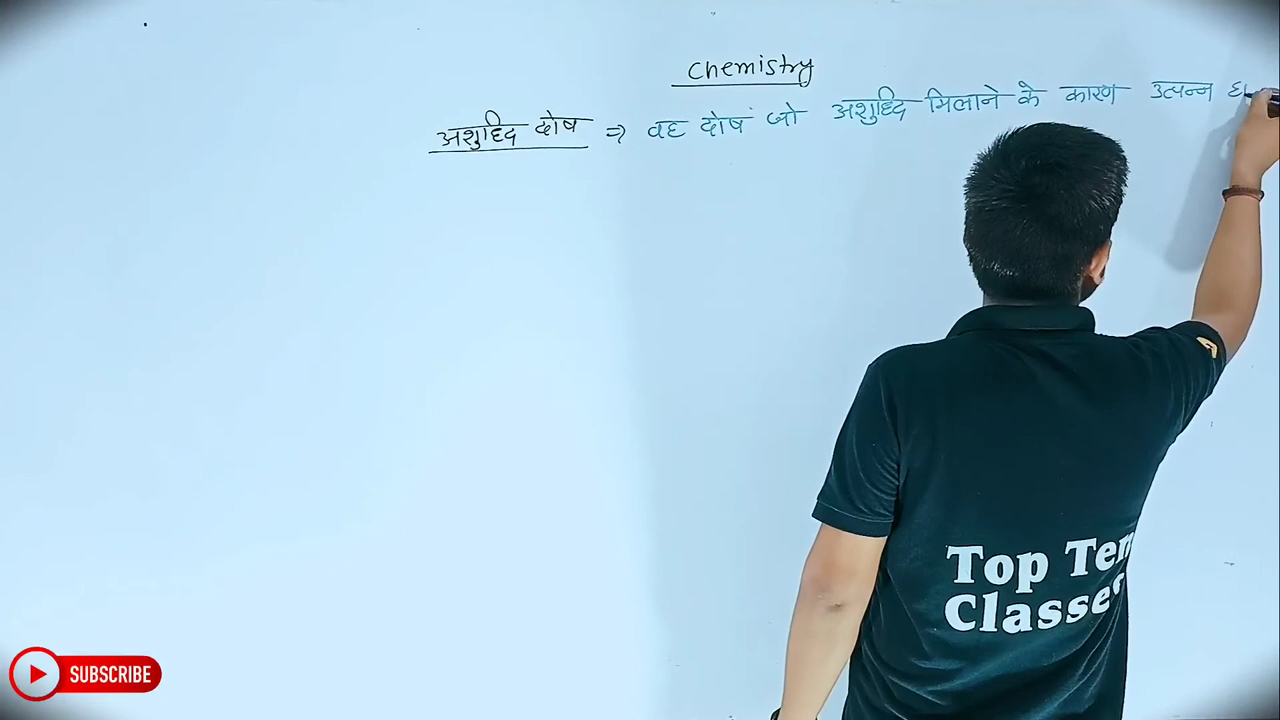 Chemistry
अशुध्दि दोष ⇒ वह दोष जो अशुध्दि मिलाने के कारण उत्पन्न
Top Ten
Classes
SUBSCRIBE